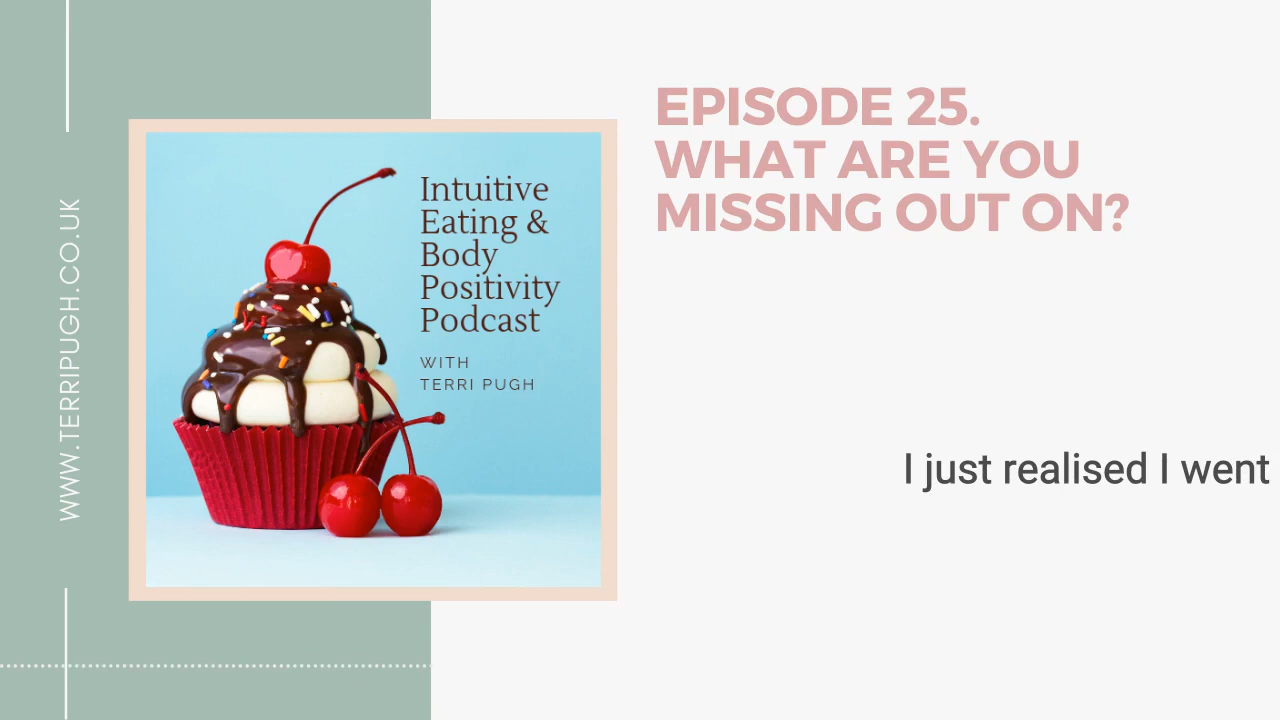 WWW.TERRIPUGH.CO.UK
Intuitive
Eating &
Body
Positivity
Podcast
WITH
TERRI PUGH
EPISODE 25.
WHAT ARE YOU
MISSING OUT ON?
I just realised I went